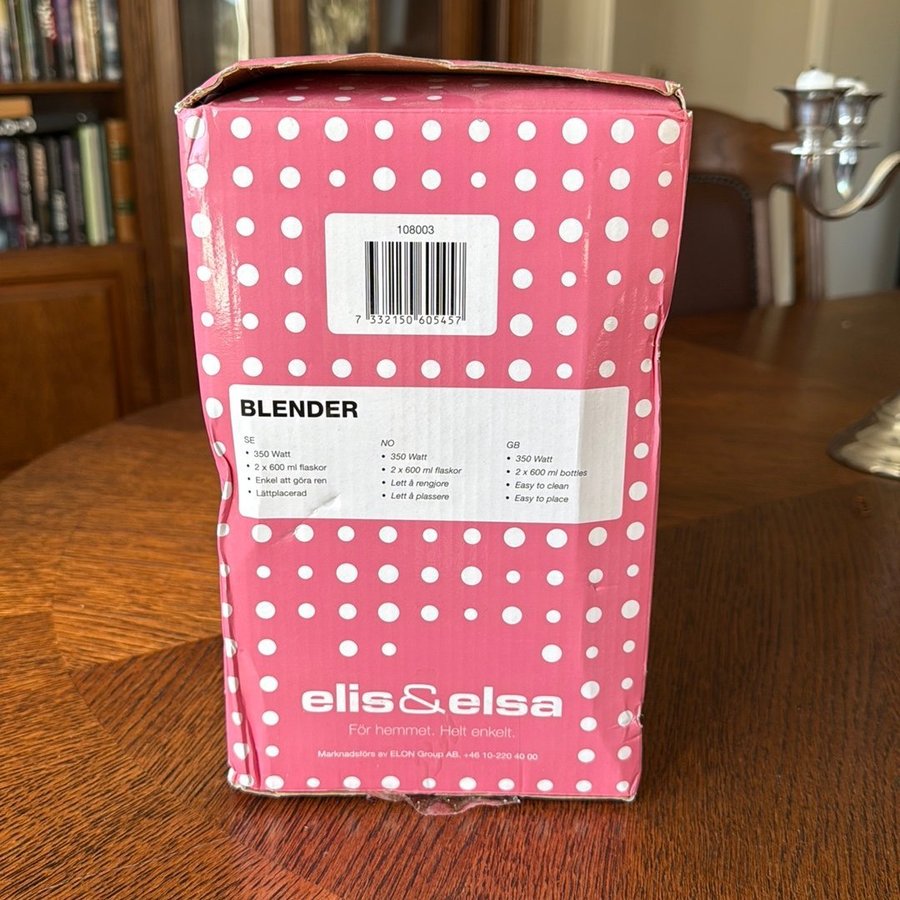 108003
7 332150 605457
BLENDER
SE
• 350 Watt
• 2 x 600 ml flaskor
• Enkel att göra ren
• Lättplacerad
NO
• 350 Watt
• 2 x 600 ml flaskor
• Lett å rengjore
• Lett å plassere
GB
• 350 Watt
• 2 x 600 ml bottles
• Easy to clean
• Easy to place
elis&elsa
För hemmet. Helt enkelt.
Marknadsförs av ELON Group AB. +46 10-220 40 00